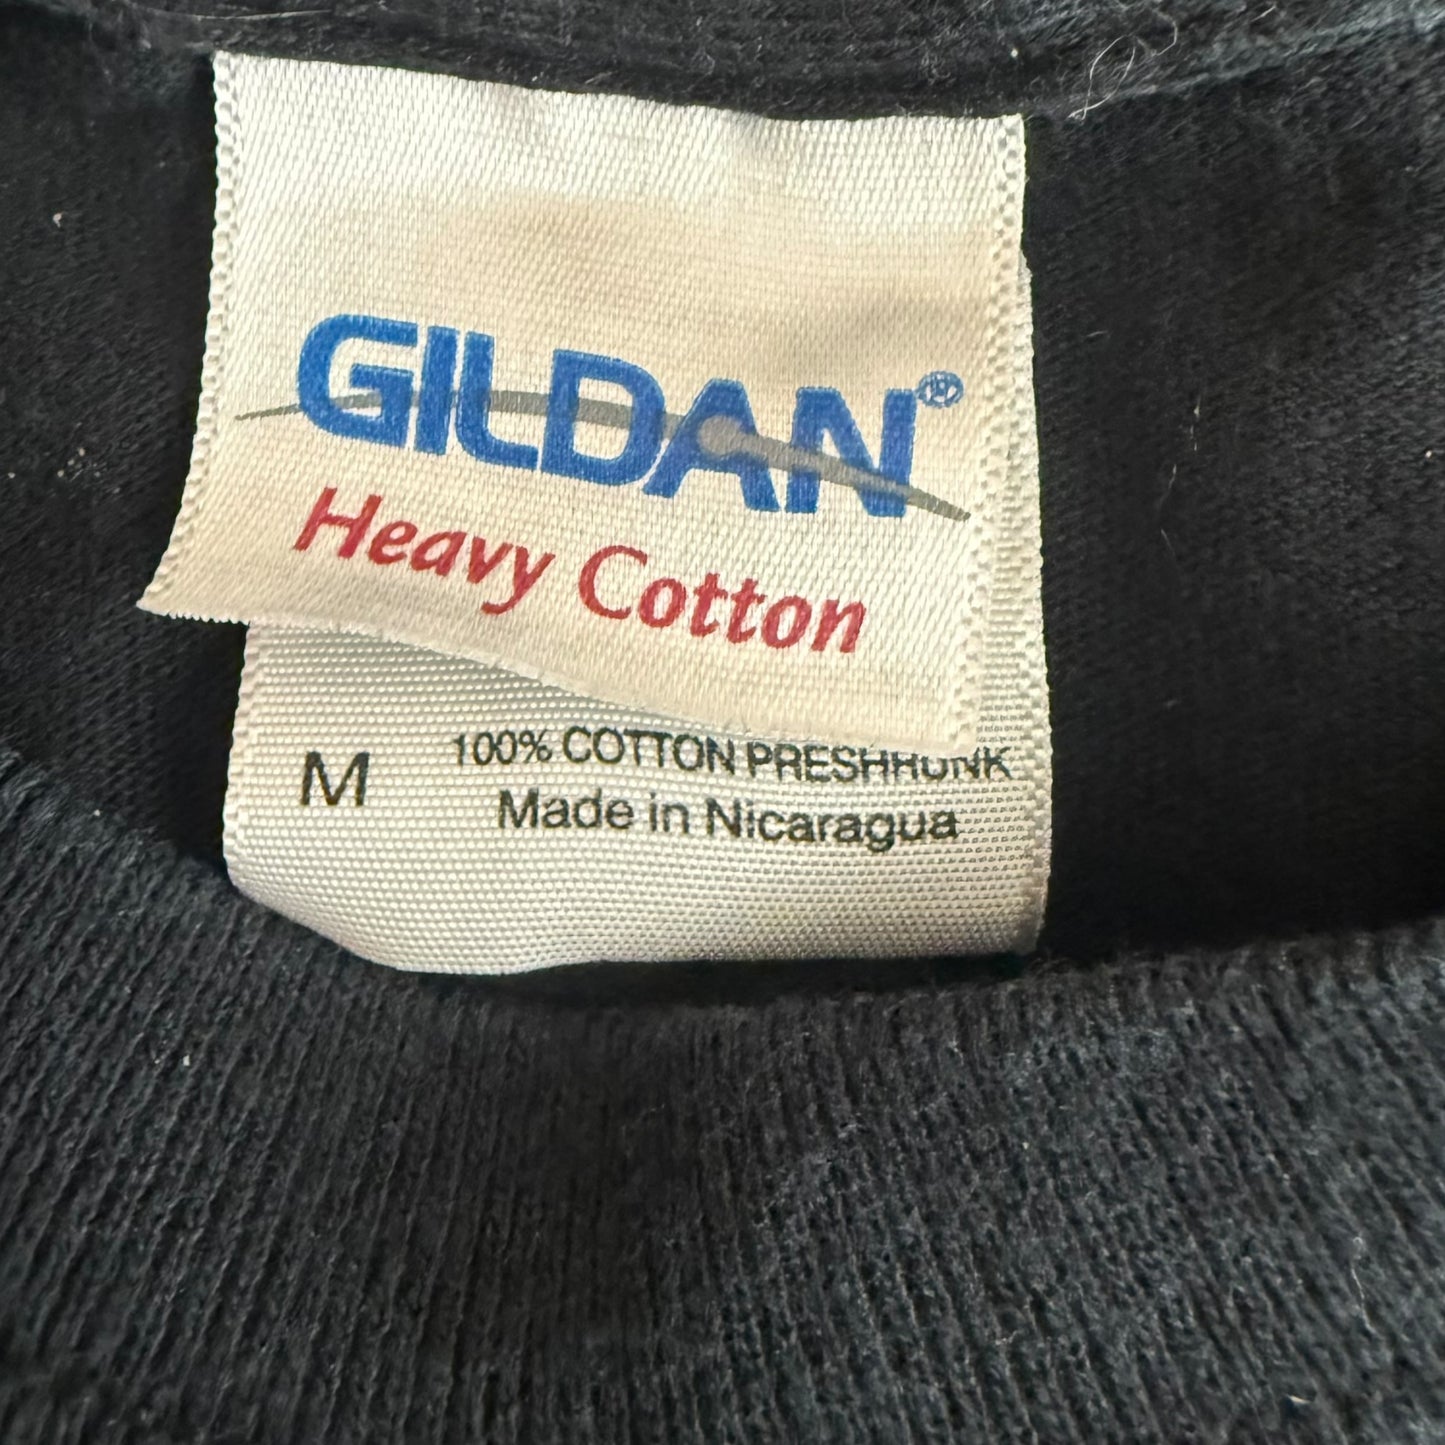 GILDAN®
Heavy Cotton
M 100% COTTON PRESHRUNK
Made in Nicaragua